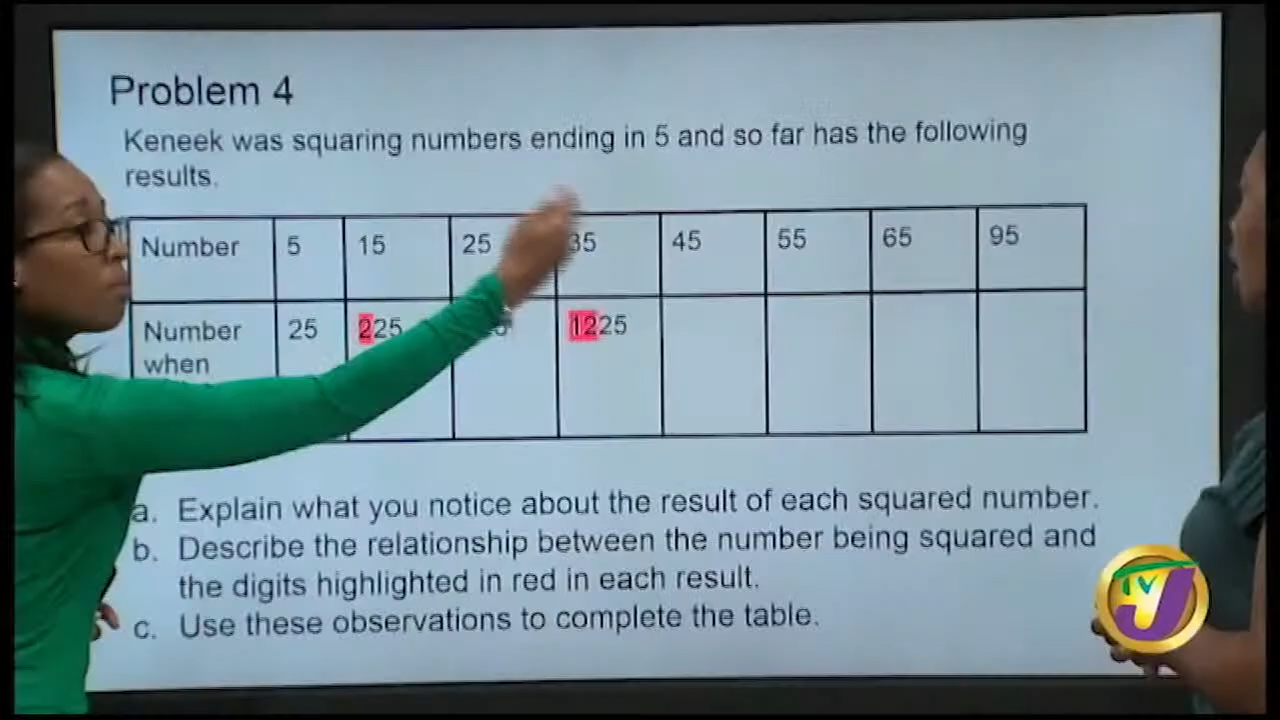 Problem 4
Keneek was squaring numbers ending in 5 and so far has the following
results.
Number 5 15 25 35 45 55 65 95
Number 25 225 1225
when
a. Explain what you notice about the result of each squared number.
b. Describe the relationship between the number being squared and
the digits highlighted in red in each result.
c. Use these observations to complete the table.
TVJ